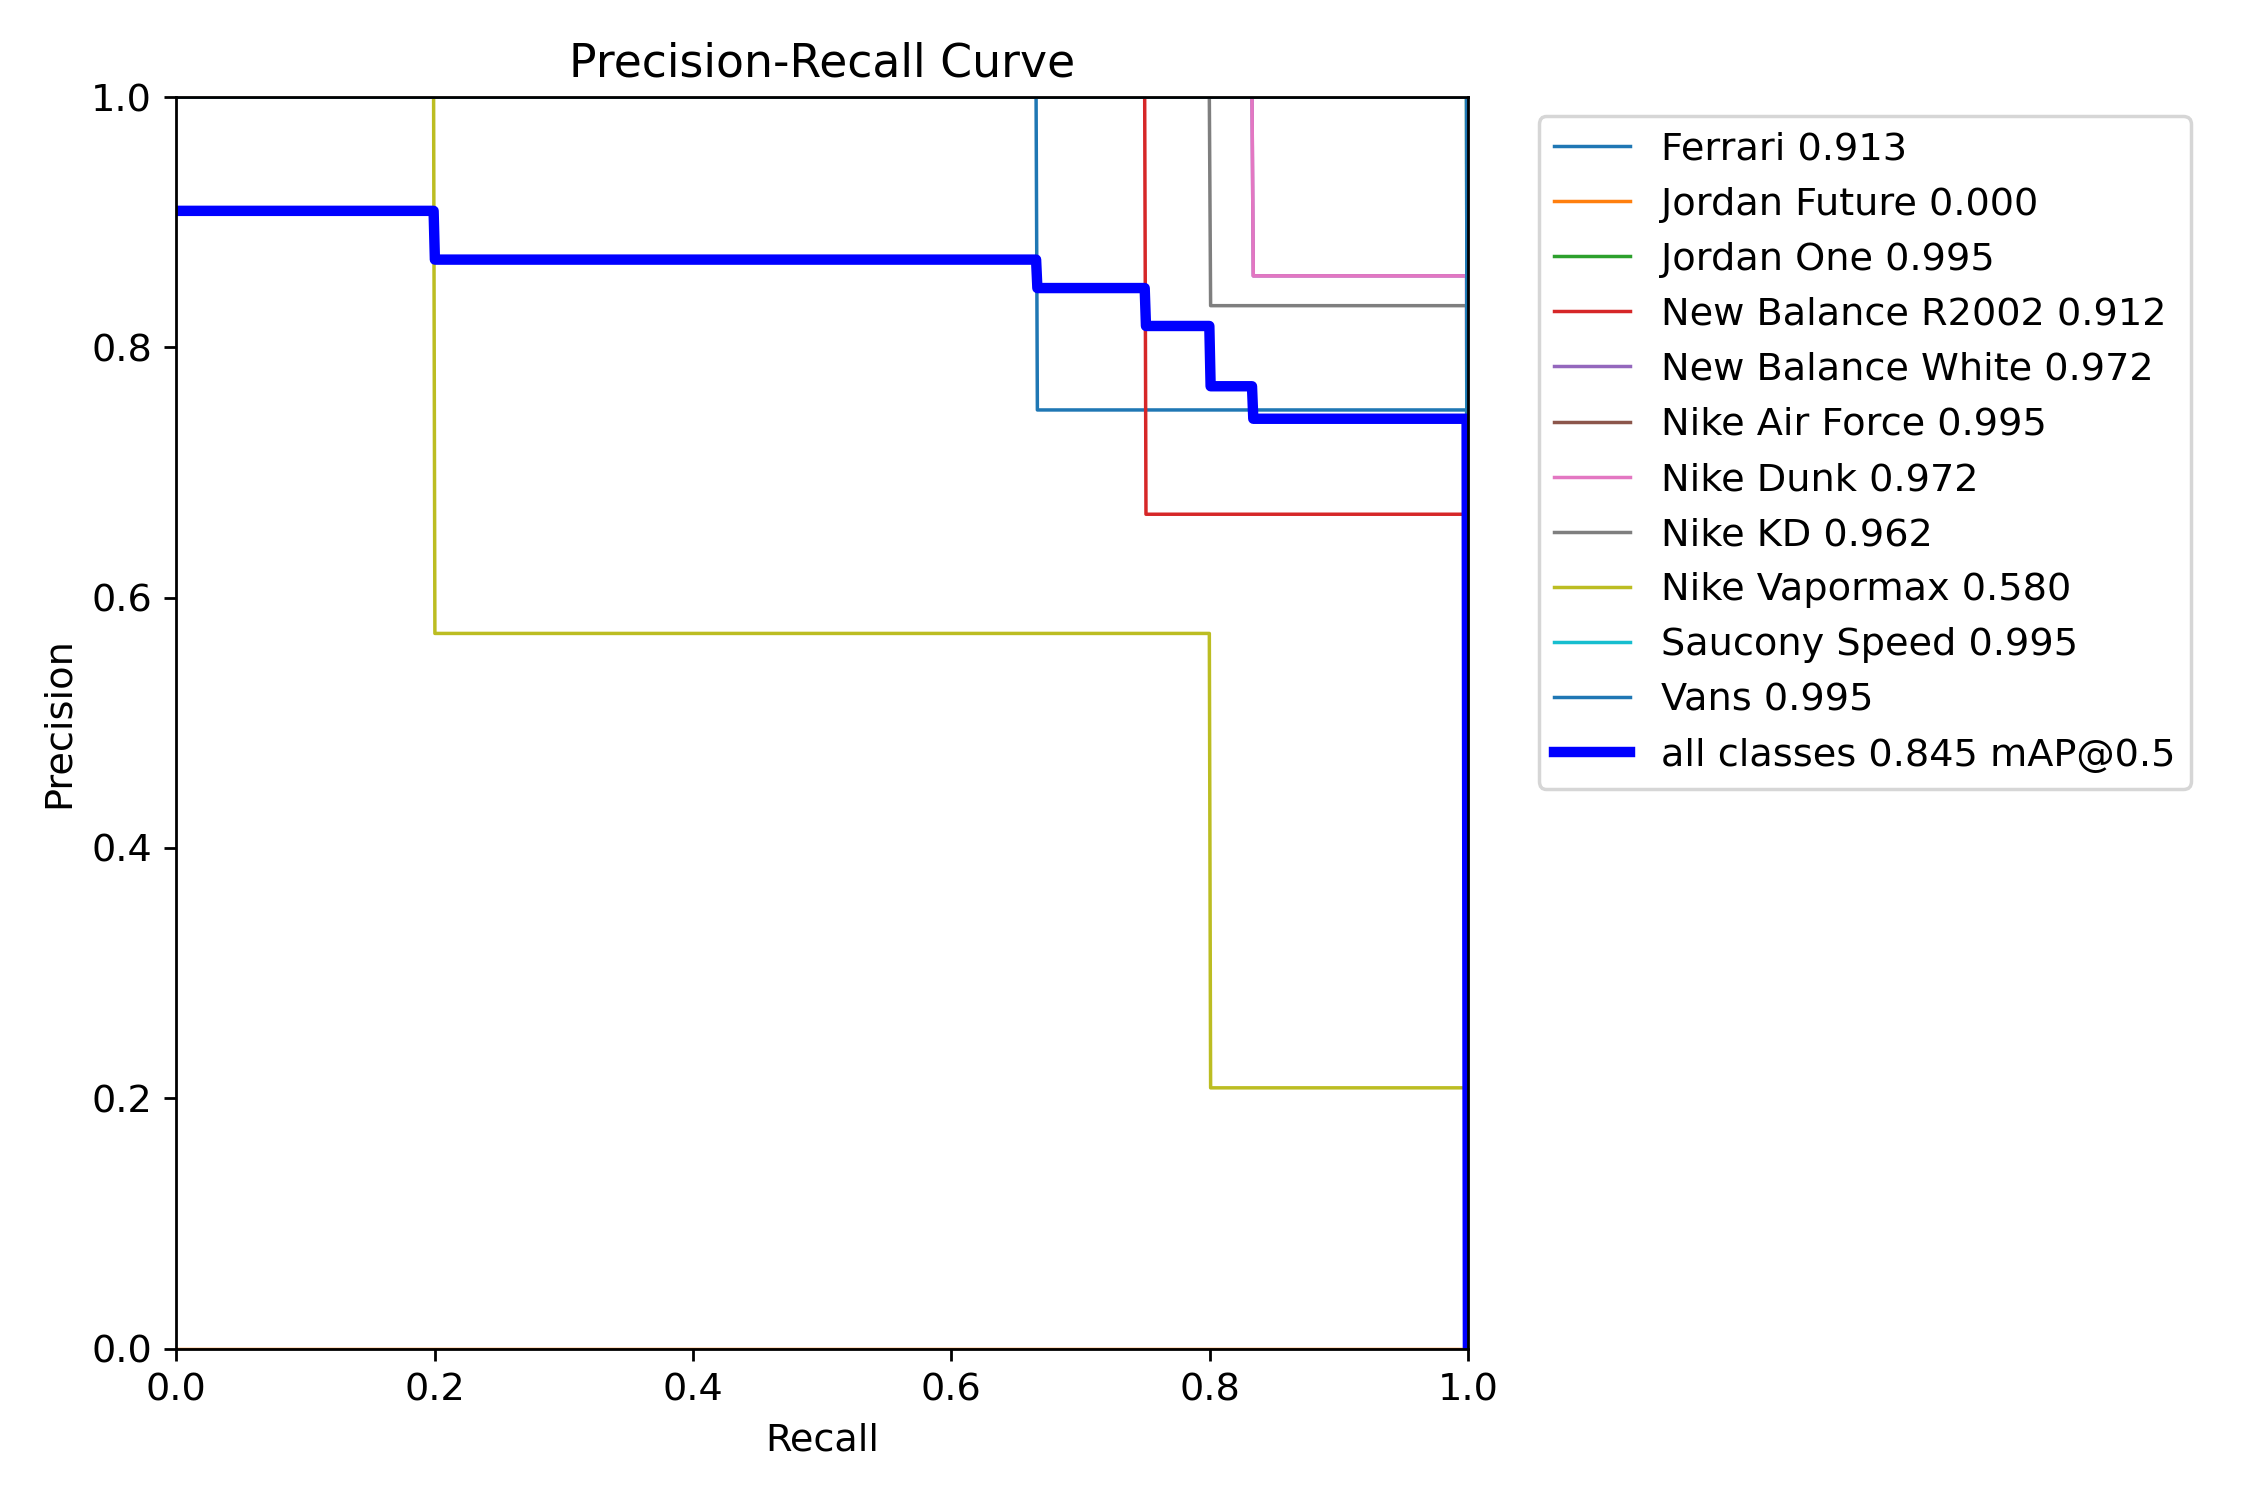 Precision-Recall Curve
1.0
0.8
0.6
0.4
0.2
0.0
Precision
0.0 0.2 0.4 0.6 0.8 1.0
Recall
Ferrari 0.913
Jordan Future 0.000
Jordan One 0.995
New Balance R2002 0.912
New Balance White 0.972
Nike Air Force 0.995
Nike Dunk 0.972
Nike KD 0.962
Nike Vapormax 0.580
Saucony Speed 0.995
Vans 0.995
all classes 0.845 mAP@0.5